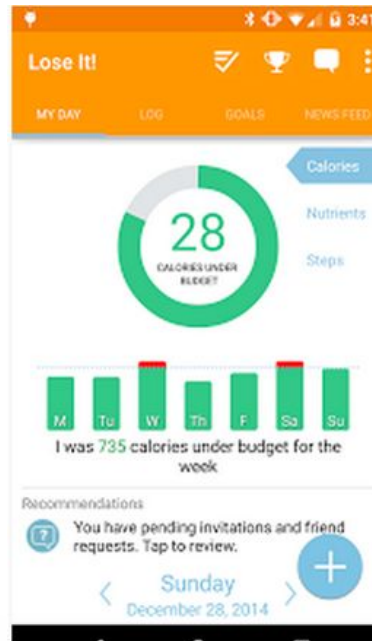 3:41
Lose It!
MY DAY LOG GOALS NEWS FEED
Calories
28
CALORIES UNDER
BUDGET
Nutrients
Steps
M Tu W Th F Sa Su
I was 735 calories under budget for the
week
Recommendations
You have pending invitations and friend
requests. Tap to review.
Sunday
December 28, 2014